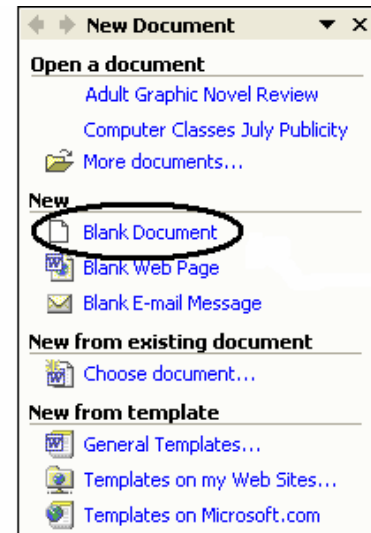 New Document
Open a document
Adult Graphic Novel Review
Computer Classes July Publicity
More documents...
New
Blank Document
Blank Web Page
Blank E-mail Message
New from existing document
Choose document...
New from template
General Templates...
Templates on my Web Sites...
Templates on Microsoft.com